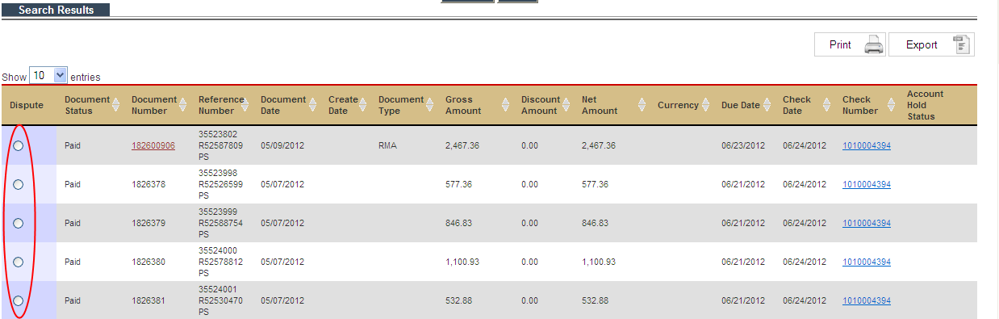 Search Results
Print
Export
Show 10 entries
Dispute Document Status Document Number Reference Number Document Date Create Date Document Type Gross Amount Discount Amount Net Amount Currency Due Date Check Date Check Number Account Hold Status
Paid 182600906 35523802 R52587809 PS 05/09/2012 RMA 2,467.36 0.00 2,467.36 06/23/2012 06/24/2012 1010004394
Paid 1826378 35523998 R52526599 PS 05/07/2012 577.36 0.00 577.36 06/21/2012 06/24/2012 1010004394
Paid 1826379 35523999 R52588754 PS 05/07/2012 846.83 0.00 846.83 06/21/2012 06/24/2012 1010004394
Paid 1826380 35524000 R52578812 PS 05/07/2012 1,100.93 0.00 1,100.93 06/21/2012 06/24/2012 1010004394
Paid 1826381 35524001 R52530470 PS 05/07/2012 532.88 0.00 532.88 06/21/2012 06/24/2012 1010004394